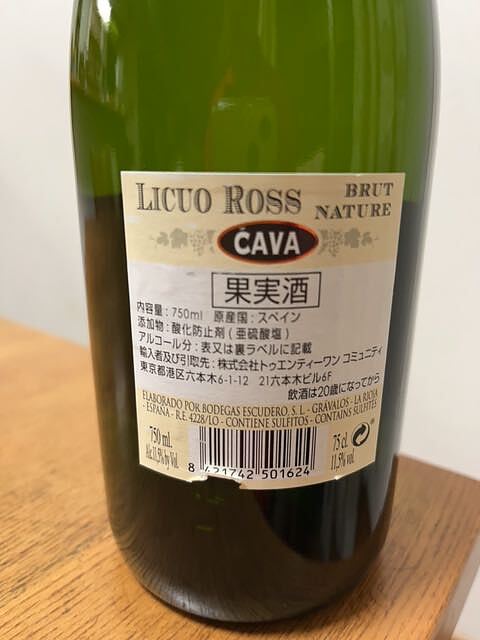 LICUO ROSS BRUT NATURE
CAVA
果実酒
内容量:750ml 原産国:スペイン
添加物:酸化防止剤(亜硫酸塩)
アルコール分:表又は裏ラベルに記載
輸入者及び引取先:株式会社トゥエンティーワン コミュニティ
東京都港区六本木6-1-12 21六本木ビル6F
飲酒は20歳になってから
ELABORADO POR BODEGAS ESCUDERO, S.L. - GRÁVALOS - LA RIOJA
- ESPAÑA - R.E. 4228/LO - CONTIENE SULFITOS - CONTAINS SULFITES
750 ml.
Alc.11,5% by Vol.
75 cl.
11,5% vol.
8 421742 501624